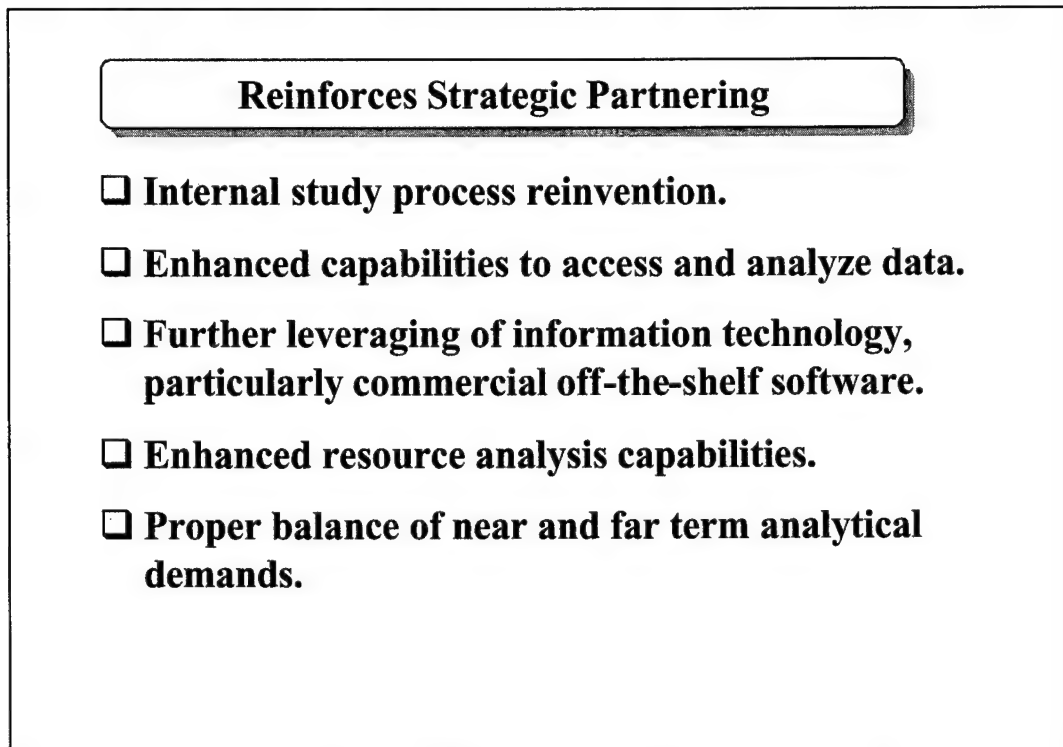 Reinforces Strategic Partnering
❑ Internal study process reinvention.
❑ Enhanced capabilities to access and analyze data.
❑ Further leveraging of information technology,
particularly commercial off-the-shelf software.
❑ Enhanced resource analysis capabilities.
❑ Proper balance of near and far term analytical
demands.